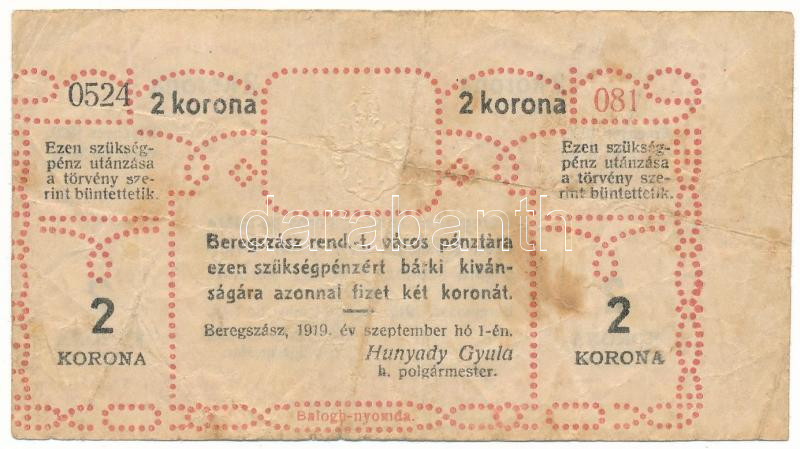 0524
2 korona
2 korona
081
Ezen szükség-
pénz utánzása
a törvény sze-
rint büntettetik.
Ezen szükség-
pénz utánzása
a törvény sze-
rint büntettetik.
darabanth
Beregszász rend. t. város pénztára
ezen szükségpénzért bárki kiván-
ságára azonnal fizet két koronát.
Beregszász, 1919. év szeptember hó 1-én.
Hunyady Gyula
h. polgármester.
2
KORONA
2
KORONA
Balogh-nyomda.